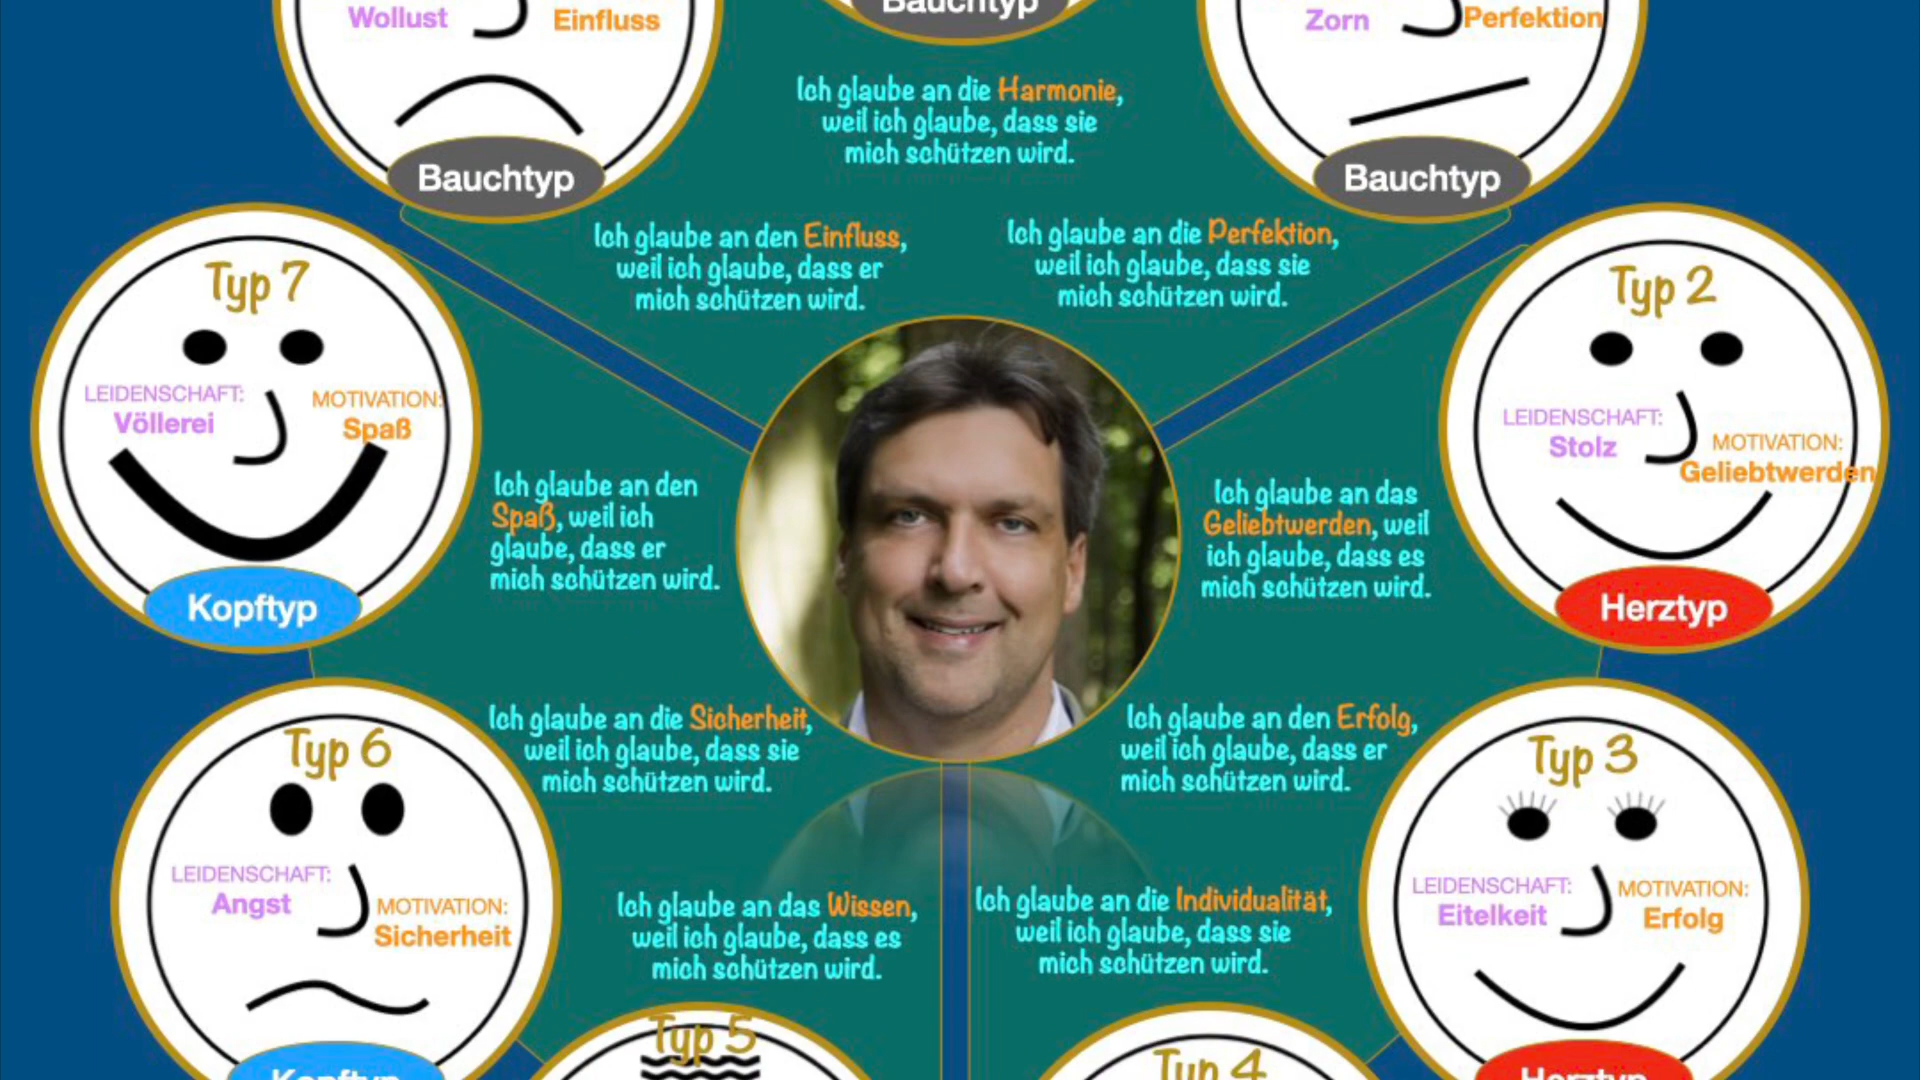 Wollust
Einfluss
Bauchtyp
Zorn
Perfektion
Bauchtyp
Bauchtyp
Ich glaube an die Harmonie,
weil ich glaube, dass sie
mich schützen wird.
Ich glaube an den Einfluss,
weil ich glaube, dass er
mich schützen wird.
Ich glaube an die Perfektion,
weil ich glaube, dass sie
mich schützen wird.
Typ 7
LEIDENSCHAFT:
Völlerei
MOTIVATION:
Spaß
Kopftyp
Typ 2
LEIDENSCHAFT:
Stolz
MOTIVATION:
Geliebtwerden
Herztyp
Ich glaube an den
Spaß, weil ich
glaube, dass er
mich schützen wird.
Ich glaube an das
Geliebtwerden, weil
ich glaube, dass es
mich schützen wird.
Typ 6
LEIDENSCHAFT:
Angst
MOTIVATION:
Sicherheit
Kopftyp
Ich glaube an die Sicherheit,
weil ich glaube, dass sie
mich schützen wird.
Ich glaube an den Erfolg,
weil ich glaube, dass er
mich schützen wird.
Typ 3
LEIDENSCHAFT:
Eitelkeit
MOTIVATION:
Erfolg
Herztyp
Ich glaube an das Wissen,
weil ich glaube, dass es
mich schützen wird.
Ich glaube an die Individualität,
weil ich glaube, dass sie
mich schützen wird.
Typ 5
Typ 4